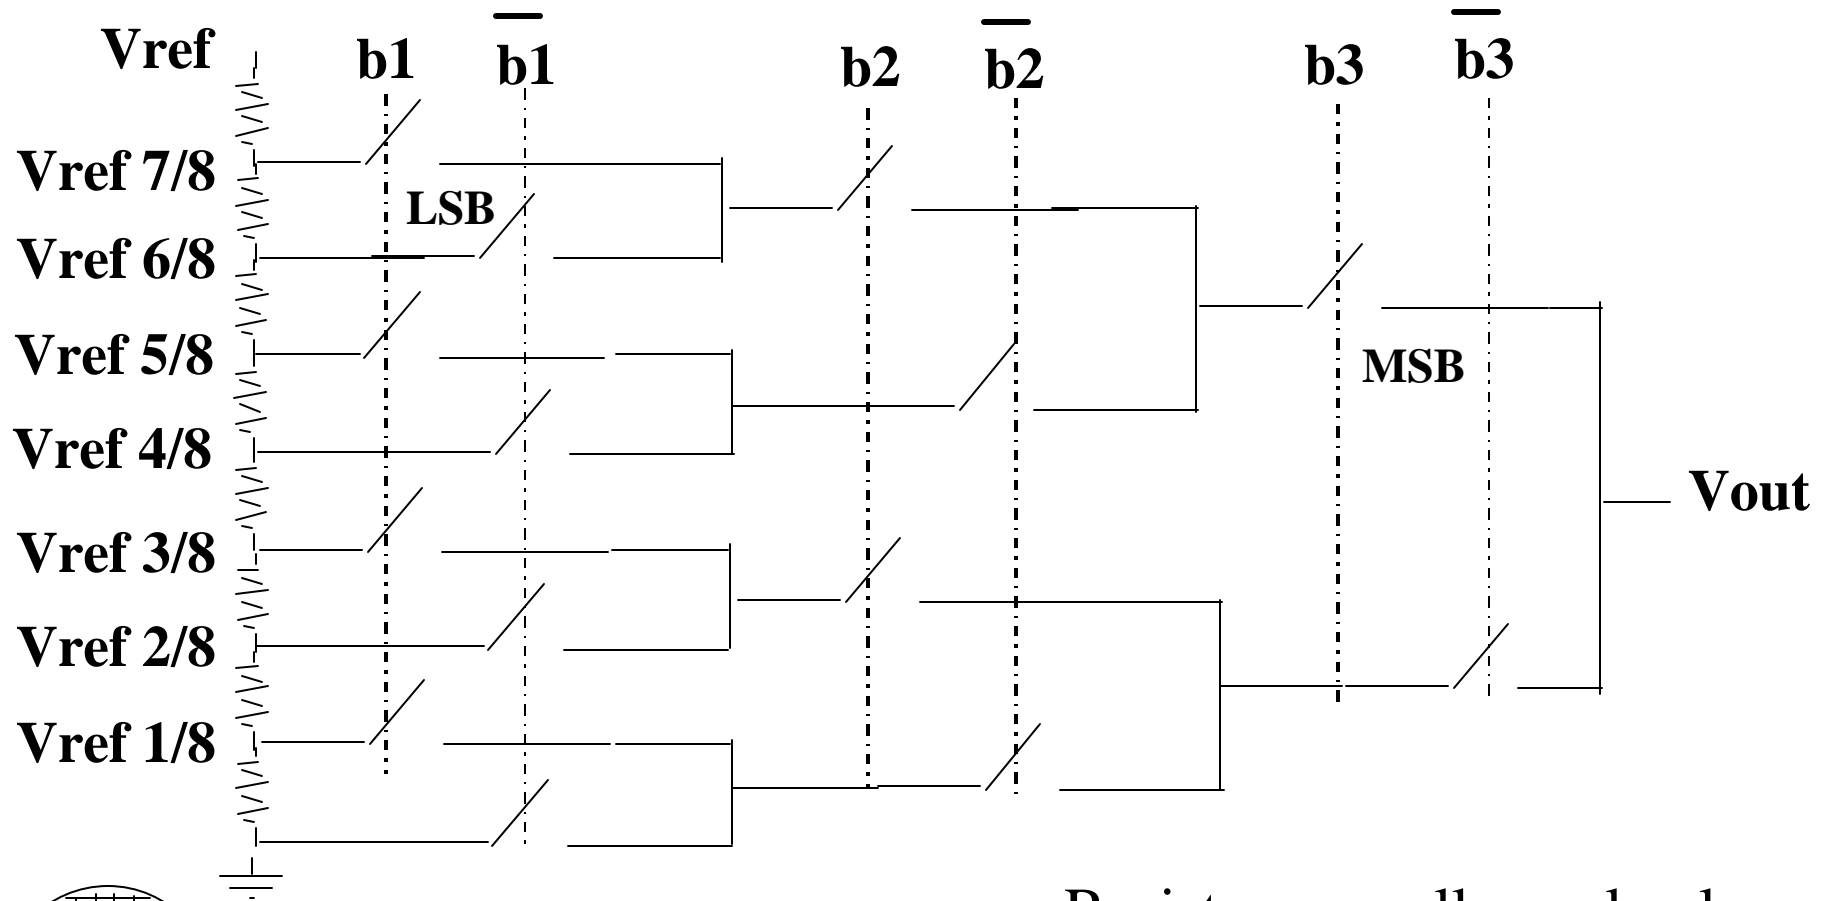 Vref b1 b1 b2 b2 b3 b3
Vref 7/8
LSB
Vref 6/8
Vref 5/8
MSB
Vref 4/8
Vout
Vref 3/8
Vref 2/8
Vref 1/8